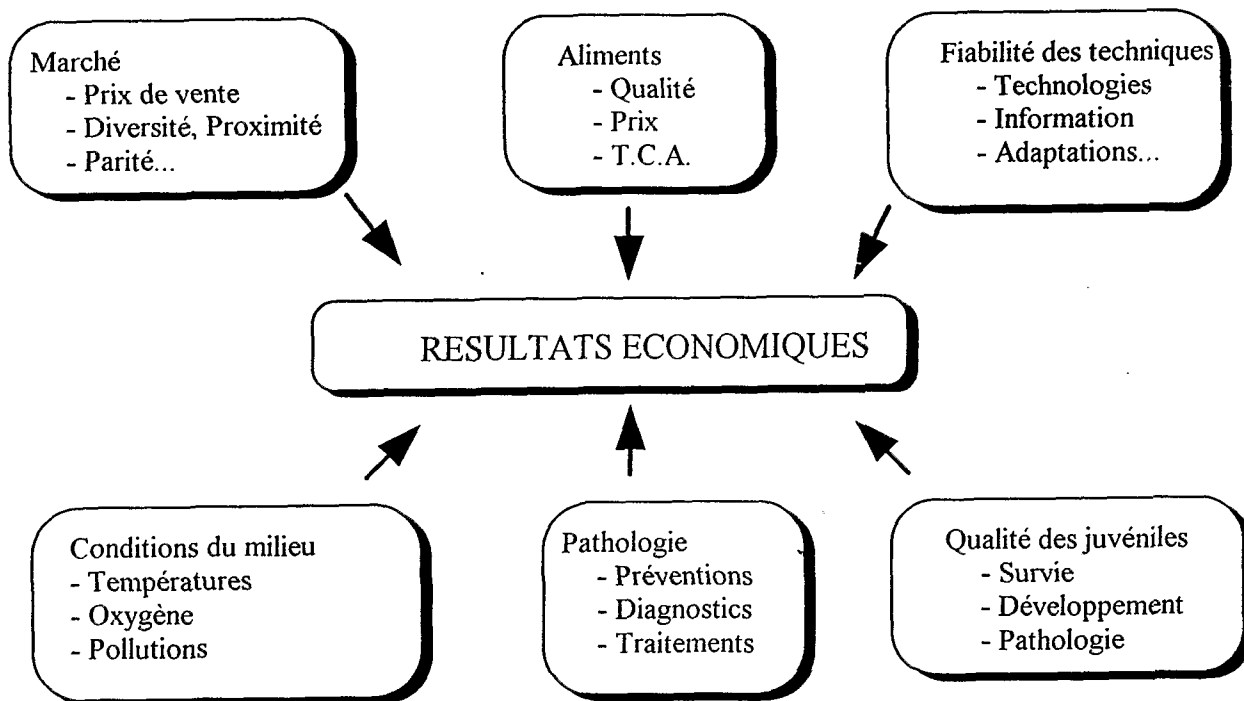 Marché
- Prix de vente
- Diversité, Proximité
- Parité...
Aliments
- Qualité
- Prix
- T.C.A.
Fiabilité des techniques
- Technologies
- Information
- Adaptations...
RESULTATS ECONOMIQUES
Conditions du milieu
- Températures
- Oxygène
- Pollutions
Pathologie
- Préventions
- Diagnostics
- Traitements
Qualité des juvéniles
- Survie
- Développement
- Pathologie